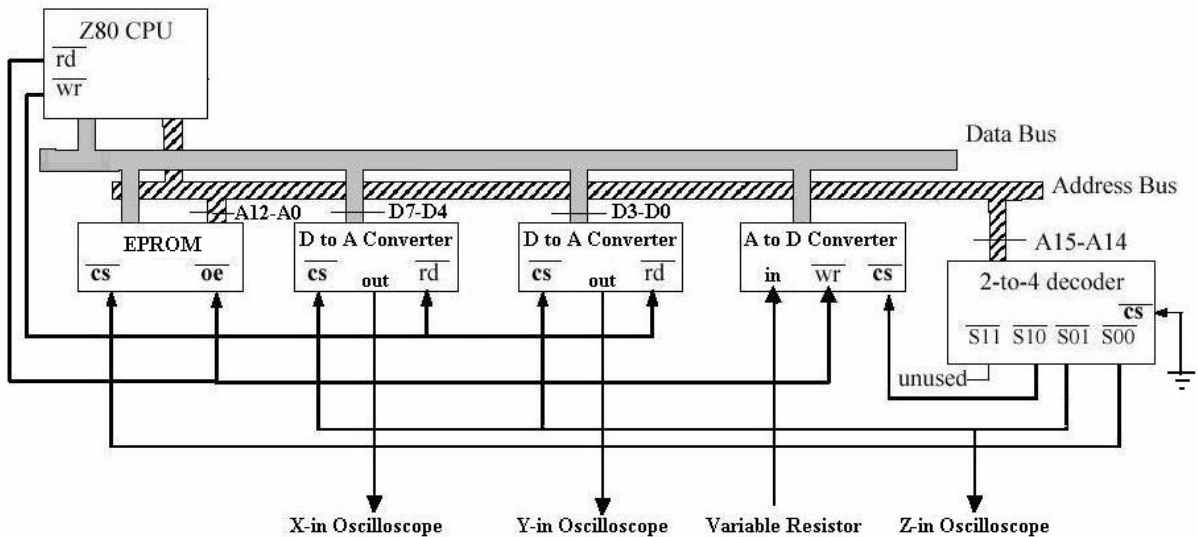 Z80 CPU
rd
wr
Data Bus
Address Bus
A12-A0
D7-D4
D3-D0
A15-A14
EPROM
cs
oe
D to A Converter
cs
out
rd
D to A Converter
cs
out
rd
A to D Converter
in
wr
cs
2-to-4 decoder
cs
S11 S10 S01 S00
unused
X-in Oscilloscope
Y-in Oscilloscope
Variable Resistor
Z-in Oscilloscope